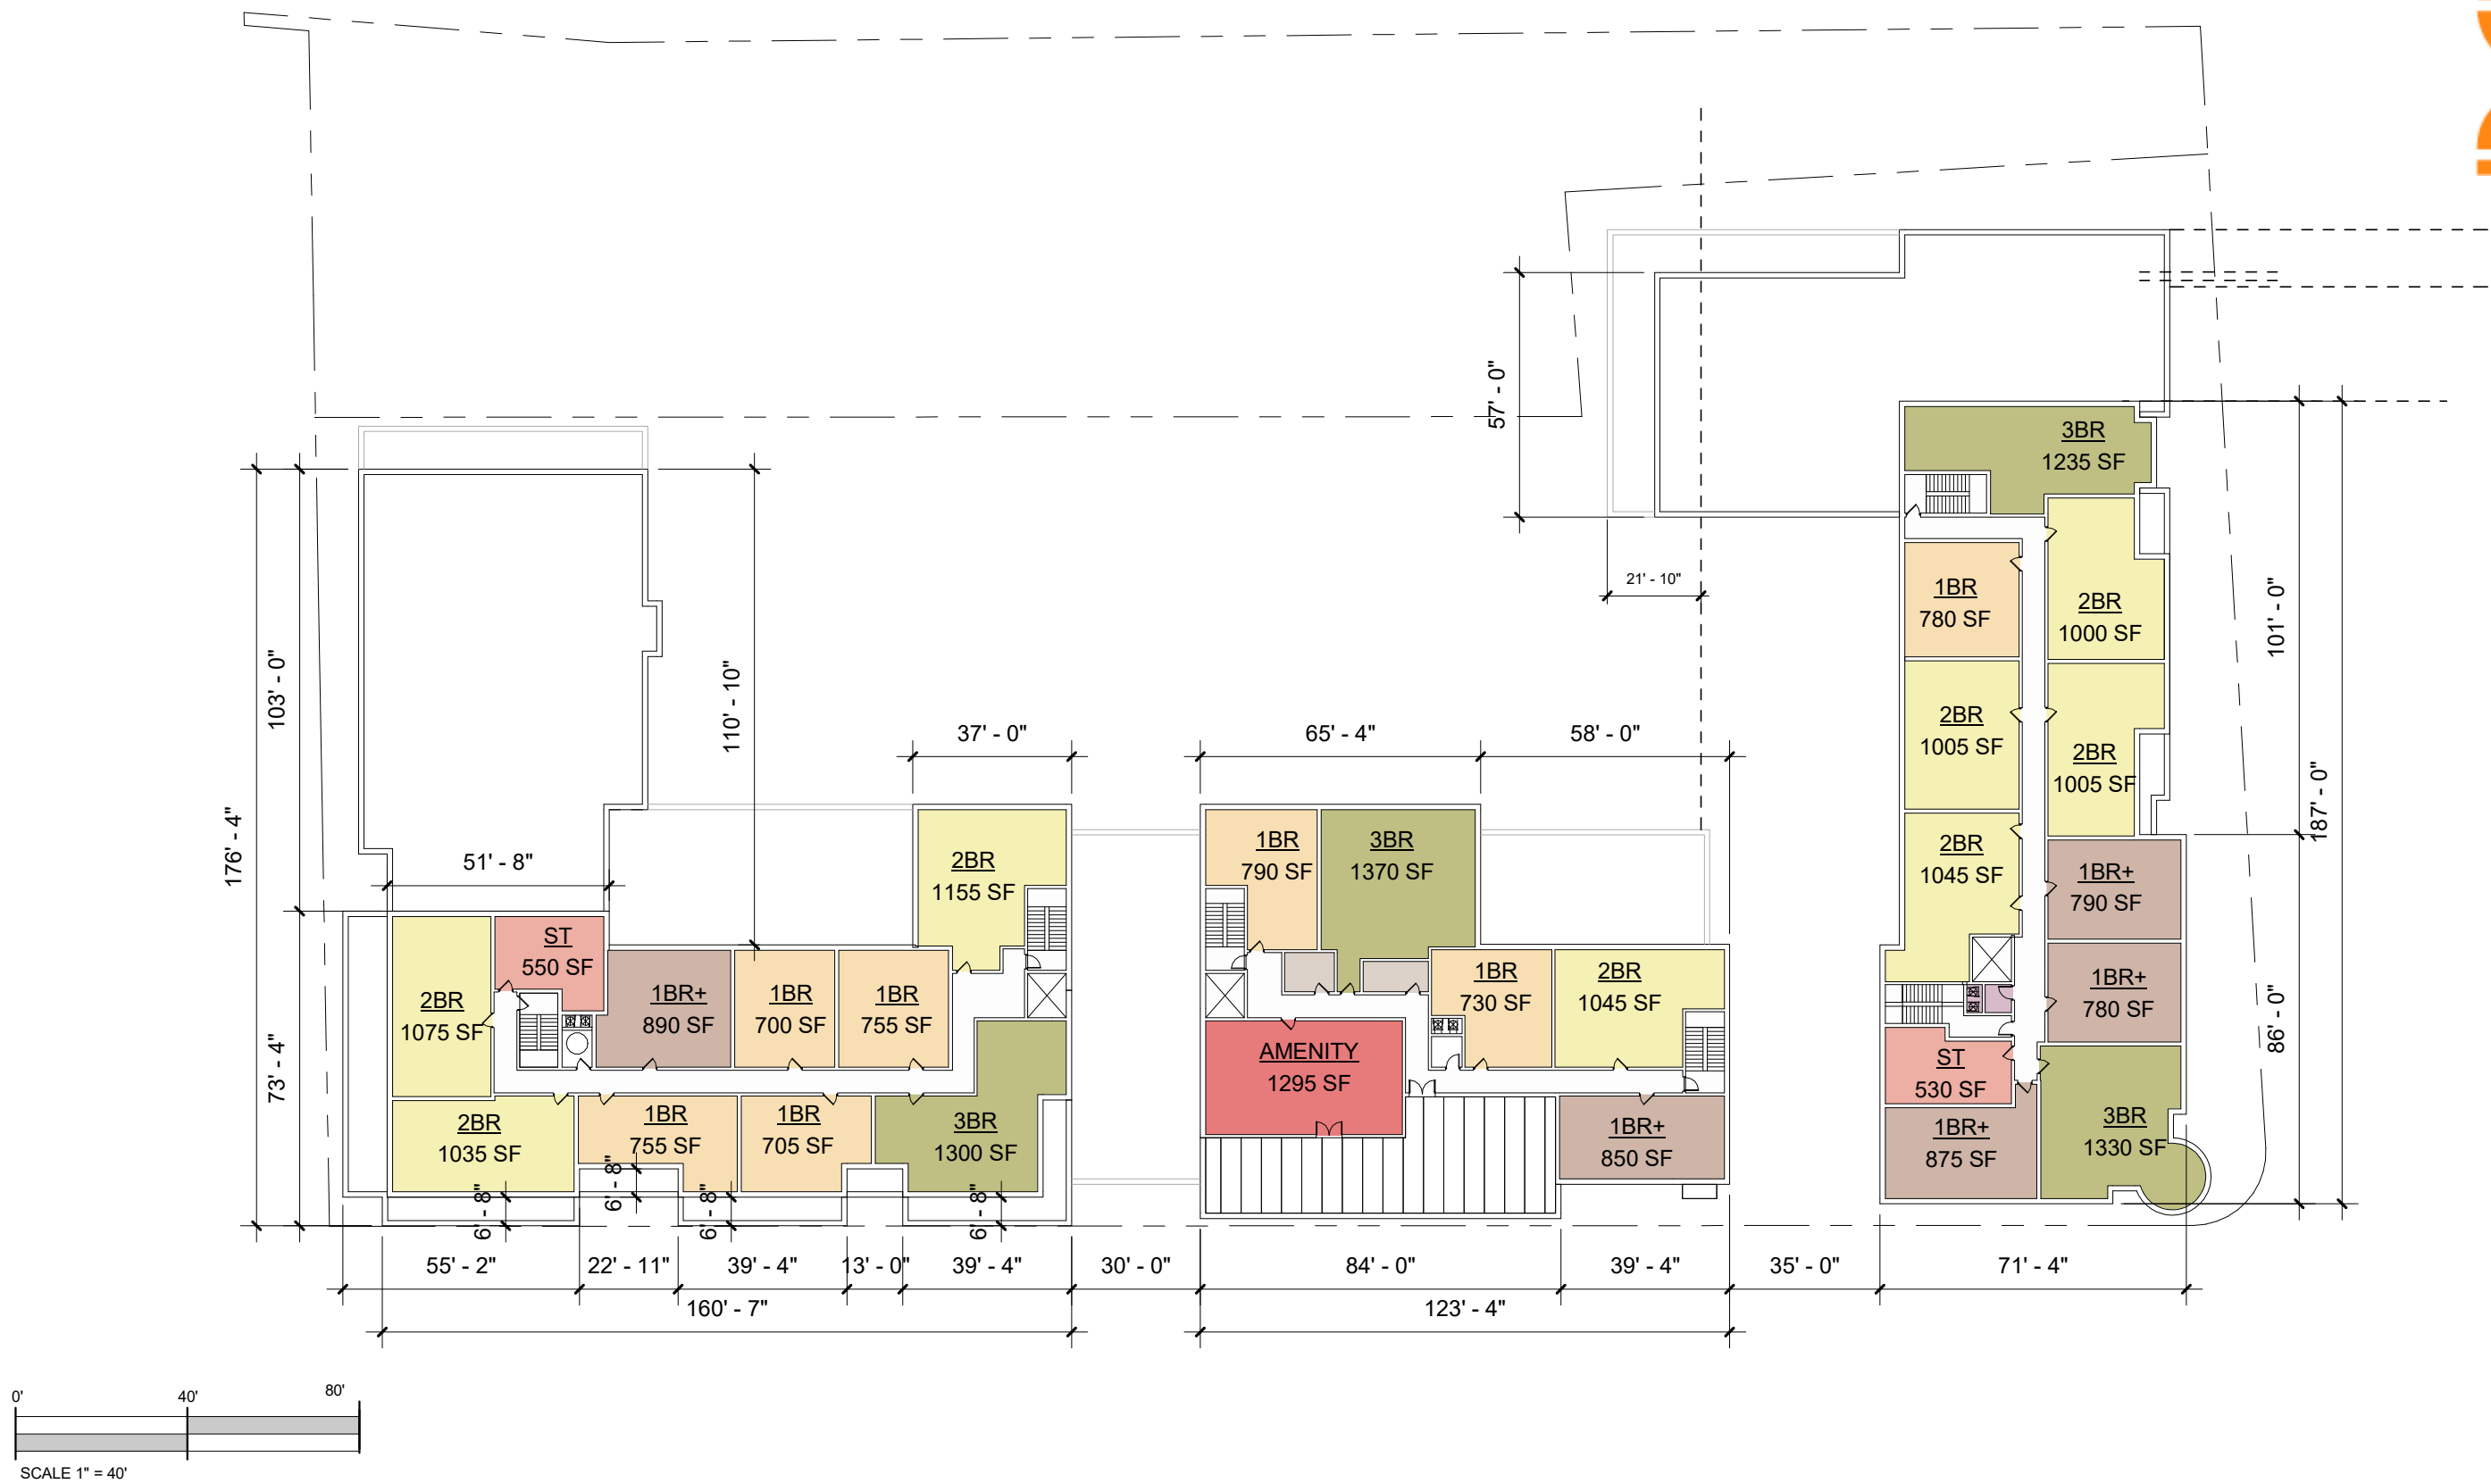 57' - 0"
3BR
1235 SF
21' - 10"
1BR
780 SF
2BR
1000 SF
101' - 0"
103' - 0"
110' - 10"
37' - 0"
65' - 4"
58' - 0"
2BR
1005 SF
2BR
1005 SF
187' - 0"
176' - 4"
51' - 8"
2BR
1155 SF
1BR
790 SF
3BR
1370 SF
2BR
1045 SF
1BR+
790 SF
ST
550 SF
2BR
1075 SF
1BR+
890 SF
1BR
700 SF
1BR
755 SF
1BR
730 SF
2BR
1045 SF
1BR+
780 SF
86' - 0"
73' - 4"
AMENITY
1295 SF
ST
530 SF
2BR
1035 SF
1BR
755 SF
1BR
705 SF
3BR
1300 SF
1BR+
850 SF
1BR+
875 SF
3BR
1330 SF
6' - 8"
6' - 8"
6' - 8"
6' - 8"
55' - 2"
22' - 11"
39' - 4"
13' - 0"
39' - 4"
30' - 0"
84' - 0"
39' - 4"
35' - 0"
71' - 4"
160' - 7"
123' - 4"
0'
40'
80'
SCALE 1" = 40'